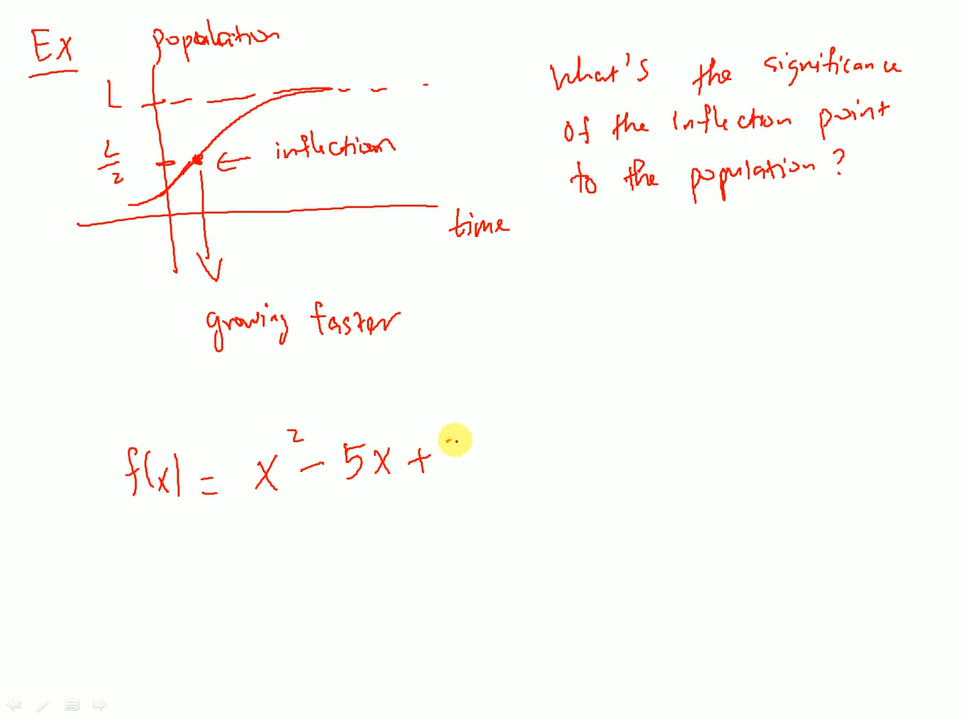 Ex
population
L
L/2
inflection
time
growing faster
What's the significance
of the inflection point
to the population?
f(x) = x² - 5x +